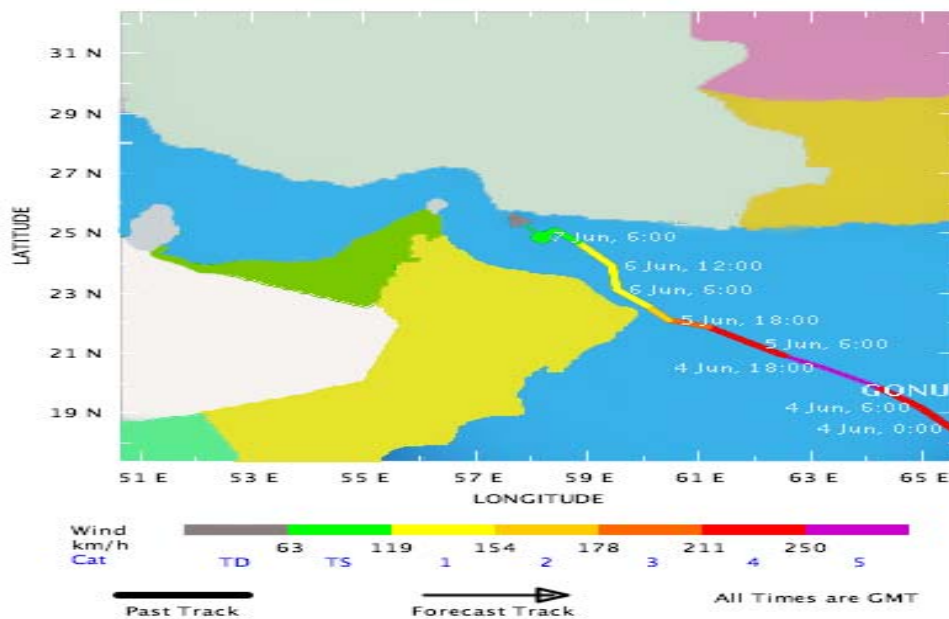 31 N
29 N
27 N
25 N
23 N
21 N
19 N
LATITUDE
7 Jun, 6:00
6 Jun, 12:00
6 Jun, 6:00
5 Jun, 18:00
5 Jun, 6:00
4 Jun, 18:00
GONU
4 Jun, 6:00
4 Jun, 0:00
51 E 53 E 55 E 57 E 59 E 61 E 63 E 65 E
LONGITUDE
Wind
km/h 63 119 154 178 211 250
Cat TD TS 1 2 3 4 5
Past Track Forecast Track All Times are GMT